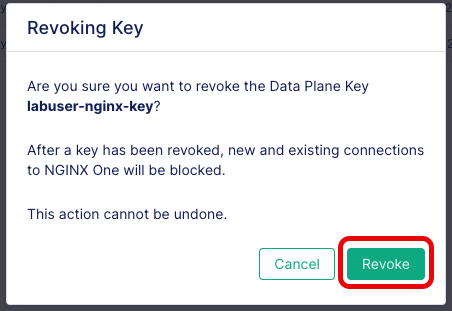 Revoking Key
Are you sure you want to revoke the Data Plane Key
labuser-nginx-key?
After a key has been revoked, new and existing connections
to NGINX One will be blocked.
This action cannot be undone.
Cancel
Revoke